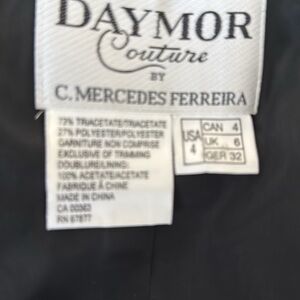 DAYMOR
Couture
BY
C. MERCEDES FERREIRA
73% TRIACETATE/TRIACETATE
27% POLYESTER/POLYESTER
GARNITURE NON COMPRISE
EXCLUSIVE OF TRIMMING
DOUBLURE/LINING:
100% ACETATE/ACETATE
FABRIQUÉ À CHINE
MADE IN CHINA
CA 00363
RN 67877
USA 4
CAN 4
UK 6
GER 32